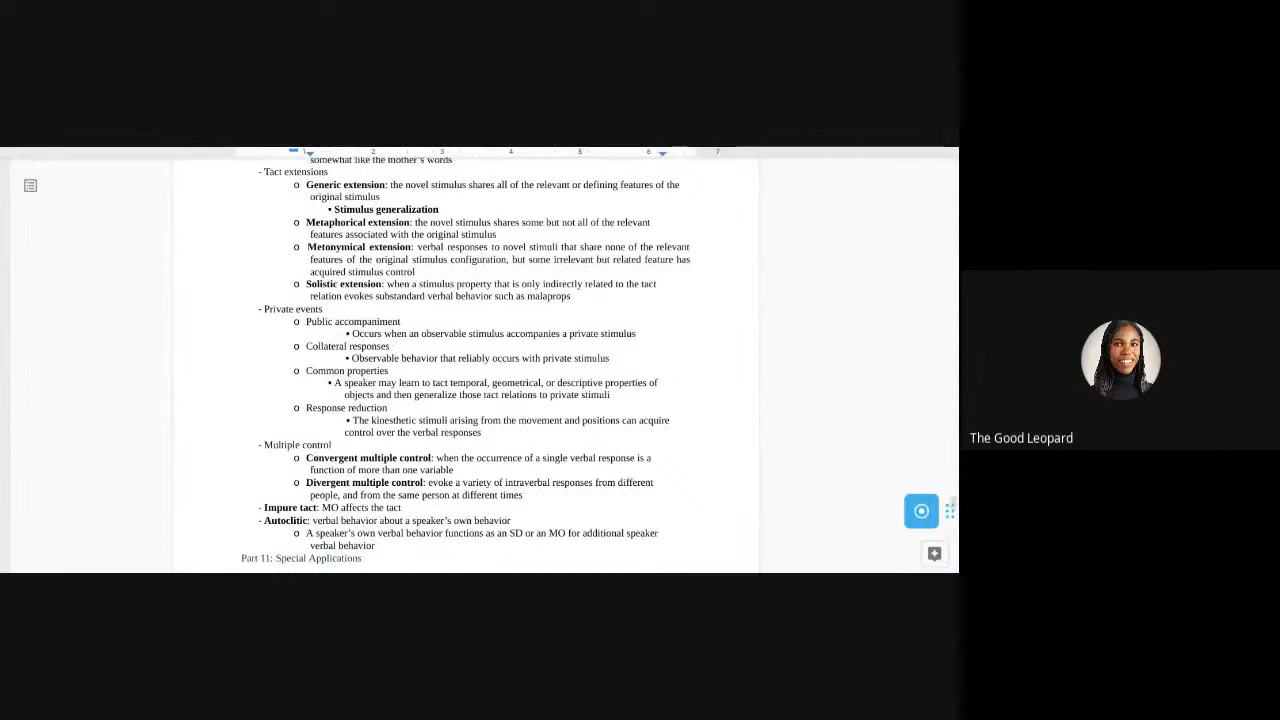 1 2 3 4 5 6 7
somewhat like the mother's words
- Tact extensions
o Generic extension: the novel stimulus shares all of the relevant or defining features of the
original stimulus
▪ Stimulus generalization
o Metaphorical extension: the novel stimulus shares some but not all of the relevant
features associated with the original stimulus
o Metonymical extension: verbal responses to novel stimuli that share none of the relevant
features of the original stimulus configuration, but some irrelevant but related feature has
acquired stimulus control
o Solistic extension: when a stimulus property that is only indirectly related to the tact
relation evokes substandard verbal behavior such as malaprops
- Private events
o Public accompaniment
▪ Occurs when an observable stimulus accompanies a private stimulus
o Collateral responses
▪ Observable behavior that reliably occurs with private stimulus
o Common properties
▪ A speaker may learn to tact temporal, geometrical, or descriptive properties of
objects and then generalize those tact relations to private stimuli
o Response reduction
▪ The kinesthetic stimuli arising from the movement and positions can acquire
control over the verbal responses
- Multiple control
o Convergent multiple control: when the occurrence of a single verbal response is a
function of more than one variable
o Divergent multiple control: evoke a variety of intraverbal responses from different
people, and from the same person at different times
- Impure tact: MO affects the tact
- Autoclitic: verbal behavior about a speaker's own behavior
o A speaker's own verbal behavior functions as an SD or an MO for additional speaker
verbal behavior
Part 11: Special Applications
The Good Leopard